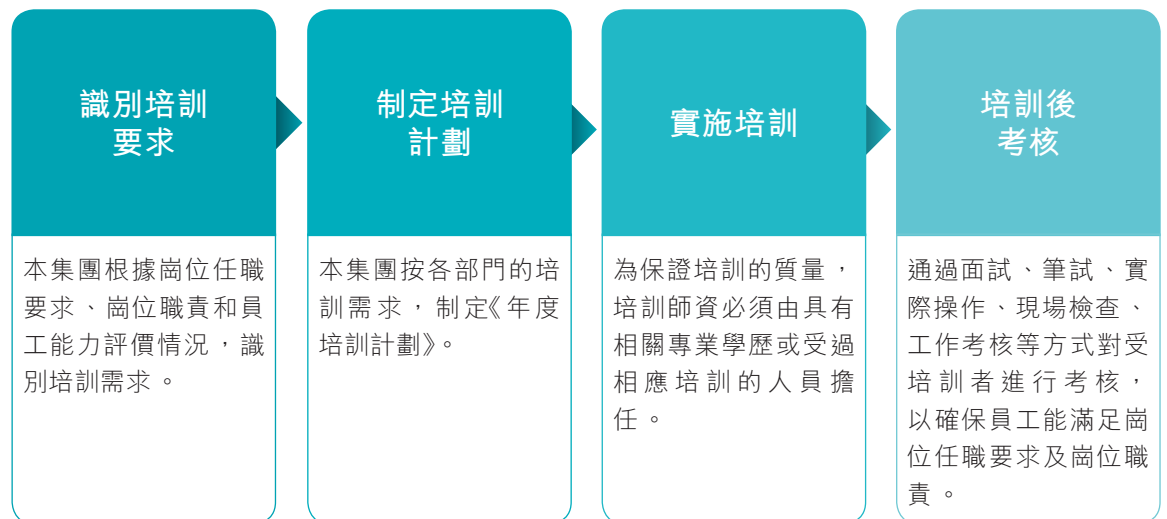 識別培訓
要求
本集團根據崗位任職
要求、崗位職責和員
工能力評價情況，識
別培訓需求。
制定培訓
計劃
本集團按各部門的培
訓需求，制定《年度
培訓計劃》。
實施培訓
為保證培訓的質量，
培訓師資必須由具有
相關專業學歷或受過
相應培訓的人員擔
任。
培訓後
考核
通過面試、筆試、實
際操作、現場檢查、
工作考核等方式對受
培訓者進行考核，
以確保員工能滿足崗
位任職要求及崗位職
責。